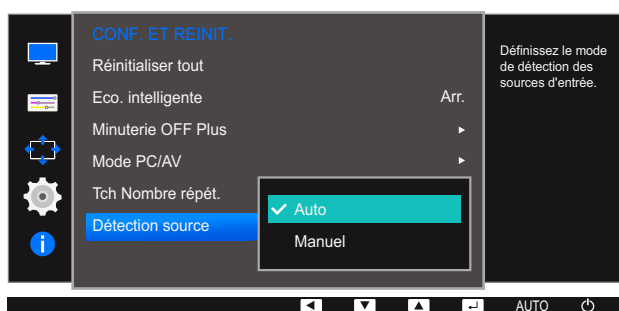 CONF. ET REINIT.
Réinitialiser tout
Eco. intelligente Arr.
Minuterie OFF Plus
Mode PC/AV
Tch Nombre répét.
Détection source
Auto
Manuel
Définissez le mode
de détection des
sources d'entrée.
AUTO